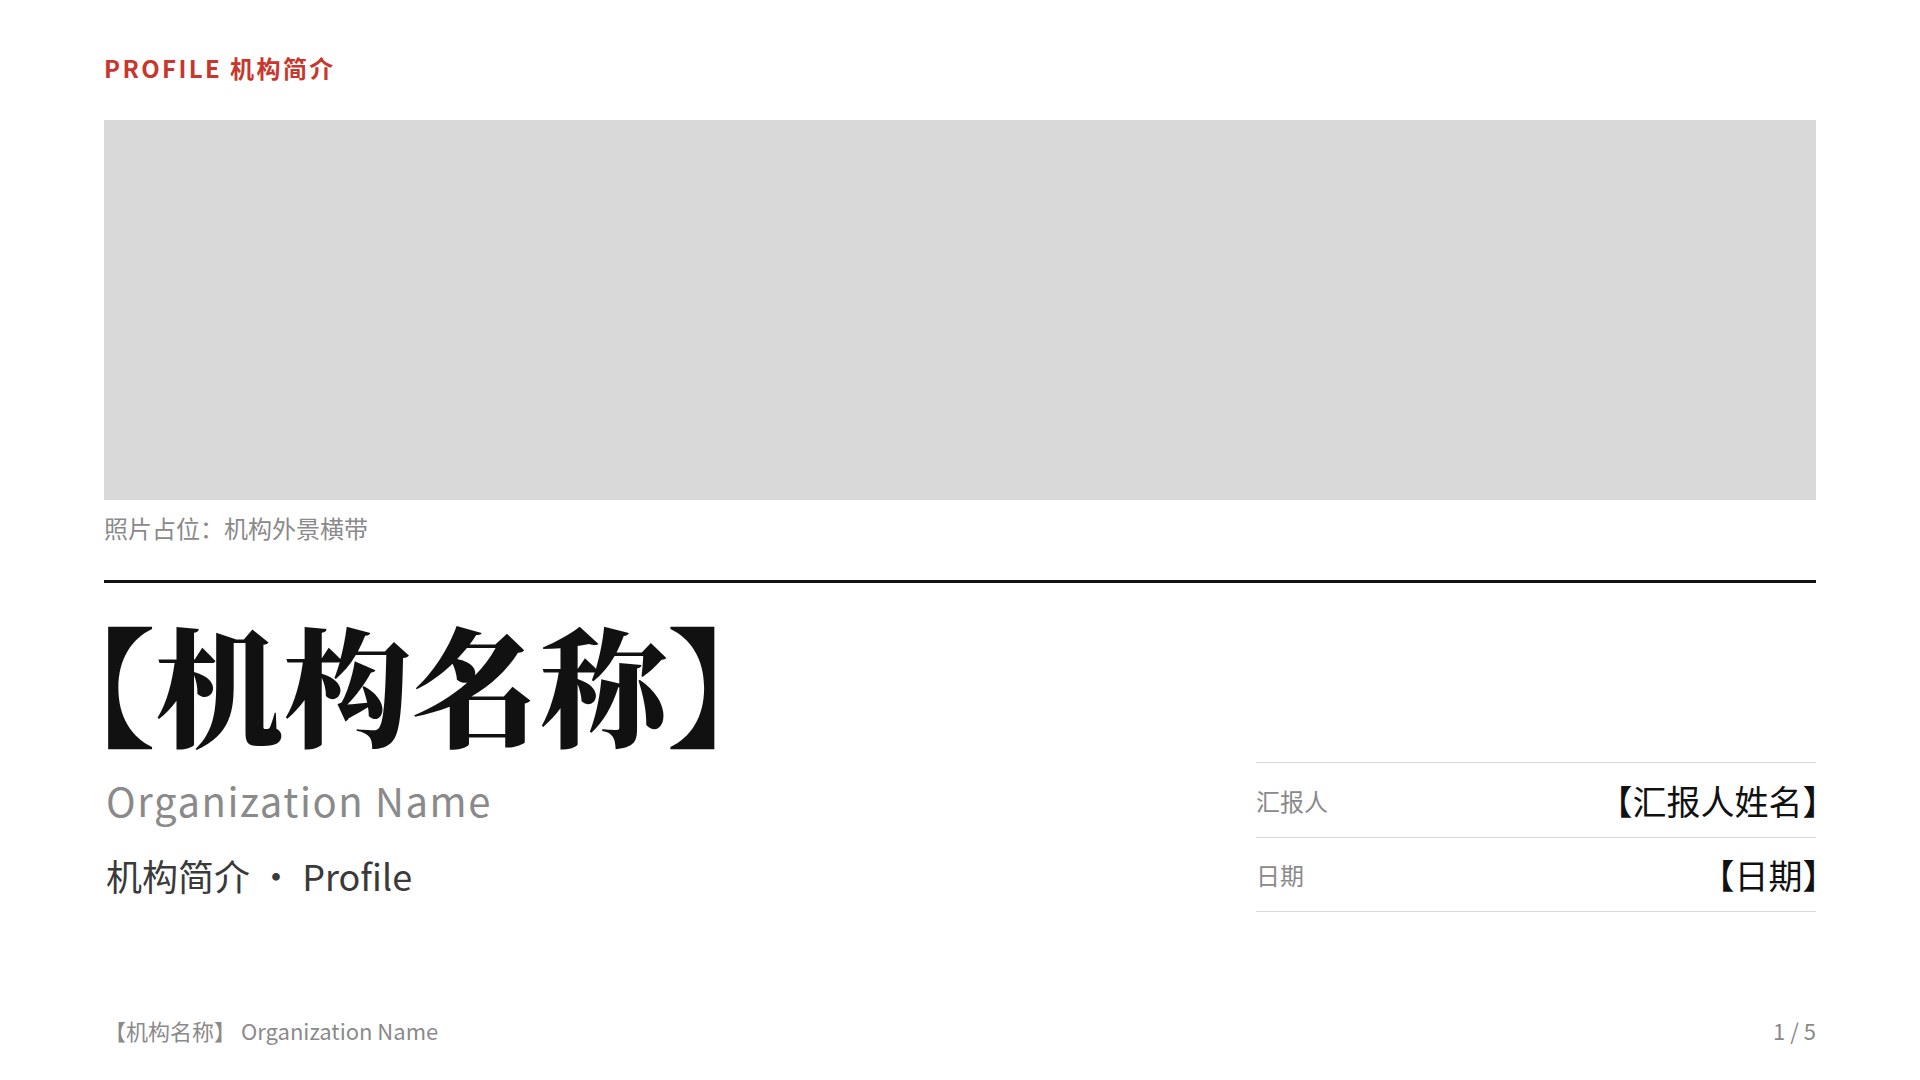 PROFILE 机构简介
照片占位：机构外景横带
【机构名称】
Organization Name
机构简介 · Profile
汇报人 【汇报人姓名】
日期 【日期】
【机构名称】 Organization Name
1 / 5